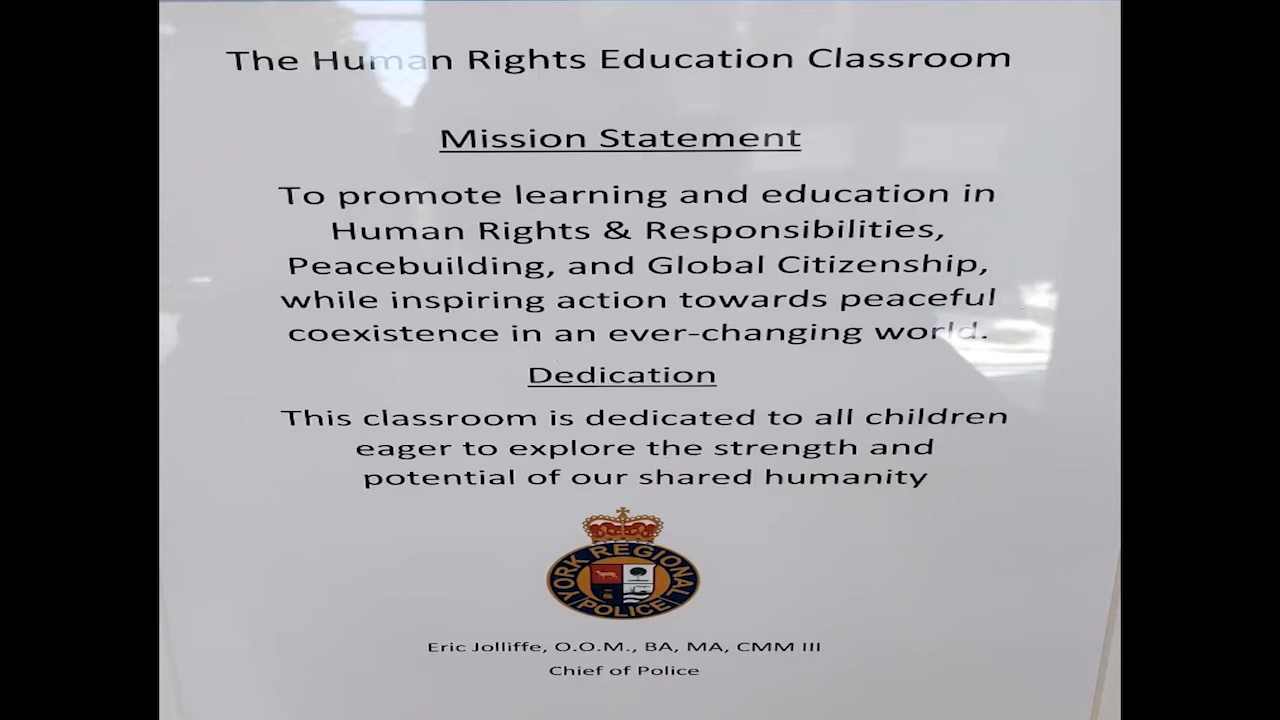 The Human Rights Education Classroom
Mission Statement
To promote learning and education in
Human Rights & Responsibilities,
Peacebuilding, and Global Citizenship,
while inspiring action towards peaceful
coexistence in an ever-changing world.
Dedication
This classroom is dedicated to all children
eager to explore the strength and
potential of our shared humanity
YORK REGIONAL
POLICE
Eric Jolliffe, O.O.M., BA, MA, CMM III
Chief of Police